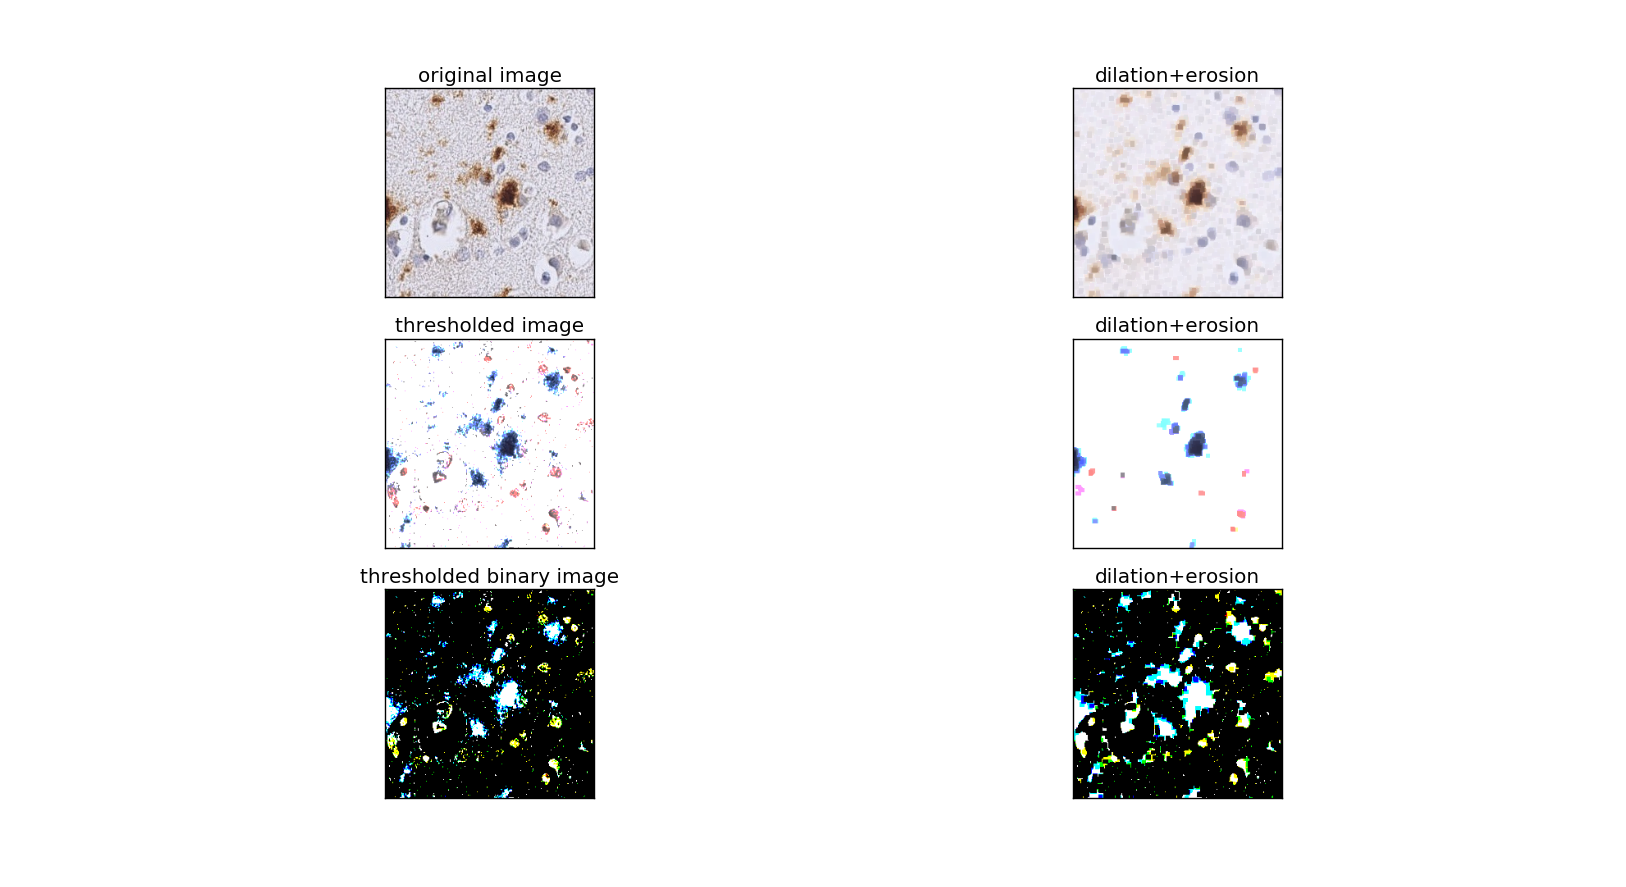 original image
dilation+erosion
thresholded image
dilation+erosion
thresholded binary image
dilation+erosion